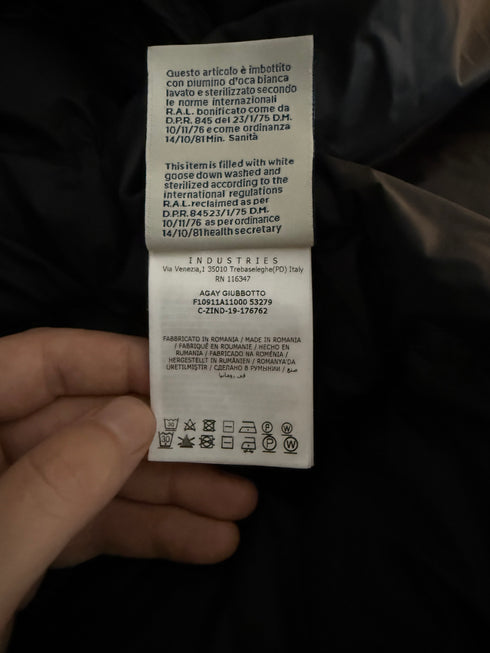 Questo articolo è imbottito
con piumino d'oca bianca
lavato e sterilizzato secondo
le norme internazionali
R.A.L. bonificato come da
D.P.R. 845 del 23/1/75 D.M.
10/11/76 e come ordinanza
14/10/81 Min. Sanità
This item is filled with white
goose down washed and
sterilized according to the
international regulations
R.A.L. reclaimed as per
D.P.R. 84523/1/75 D.M.
10/11/76 as per ordinance
14/10/81 health secretary
INDUSTRIES
Via Venezia,1 35010 Trebaseleghe(PD) Italy
RN 116347
AGAY GIUBBOTTO
F10911A11000 53279
C-ZIND-19-176762
FABBRICATO IN ROMANIA / MADE IN ROMANIA
/ FABRIQUÉ EN ROUMANIE / HECHO EN
RUMANIA / FABRICADO NA ROMÉNIA /
HERGESTELLT IN RUMÄNIEN / ROMANYA'DA
ÜRETILMIŞTIR / СДЕЛАНО В РУМЫНИИ / صنع
في رومانيا
30 P W
30 P W